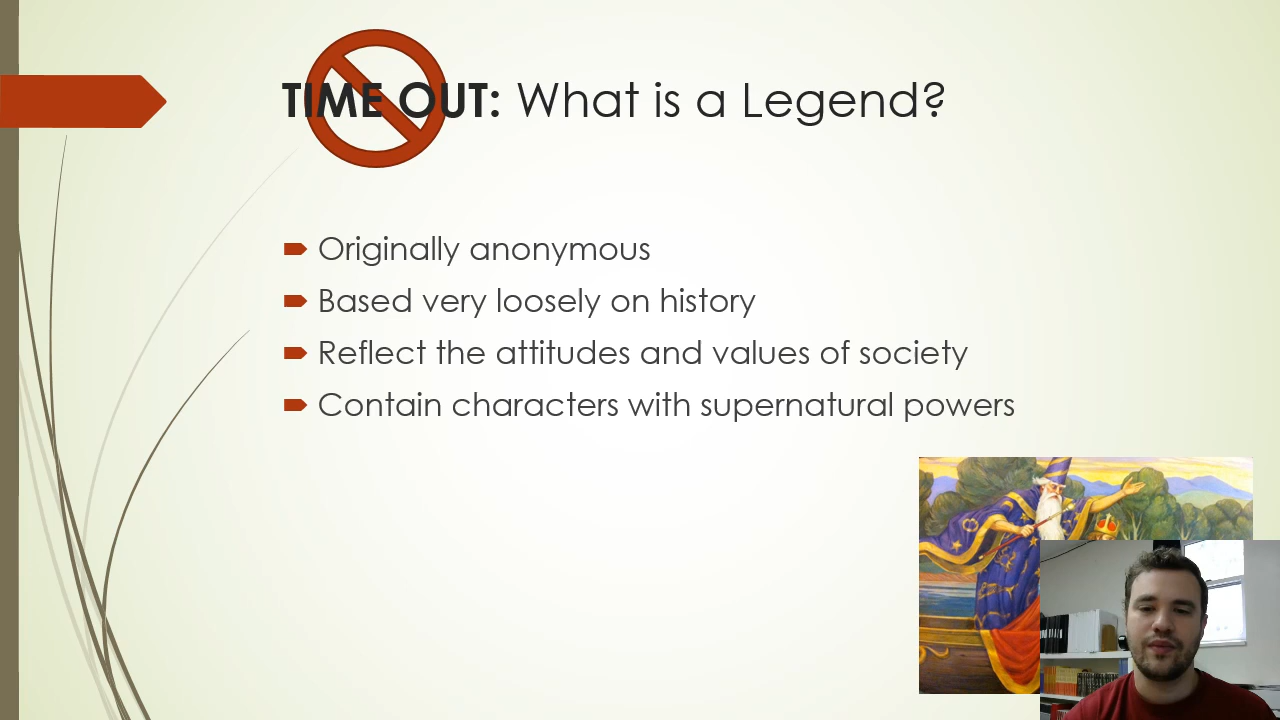 TIME OUT: What is a Legend?
Originally anonymous
Based very loosely on history
Reflect the attitudes and values of society
Contain characters with supernatural powers